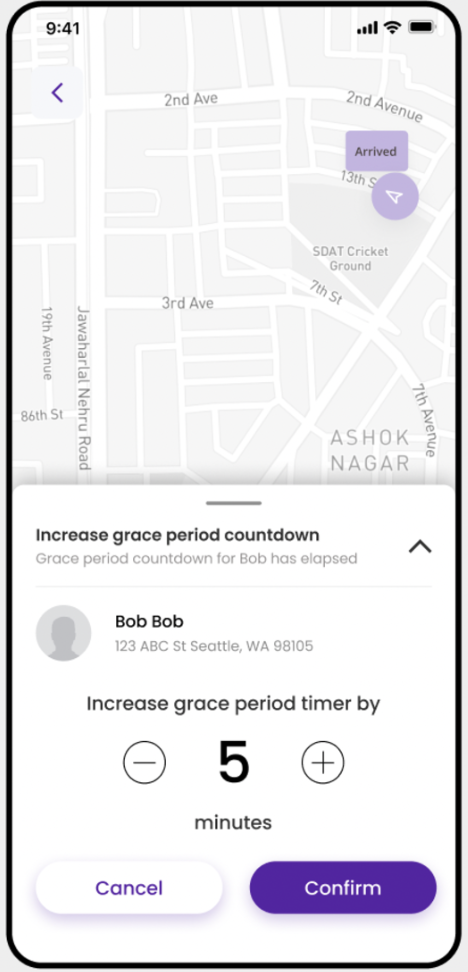 9:41
2nd Ave
2nd Avenue
Arrived
13th S
SDAT Cricket
Ground
7th St
3rd Ave
19th Avenue
Jawaharlal Nehru Road
86th St
7th Avenue
ASHOK
NAGAR
Increase grace period countdown
Grace period countdown for Bob has elapsed
Bob Bob
123 ABC St Seattle, WA 98105
Increase grace period timer by
5
minutes
Cancel
Confirm